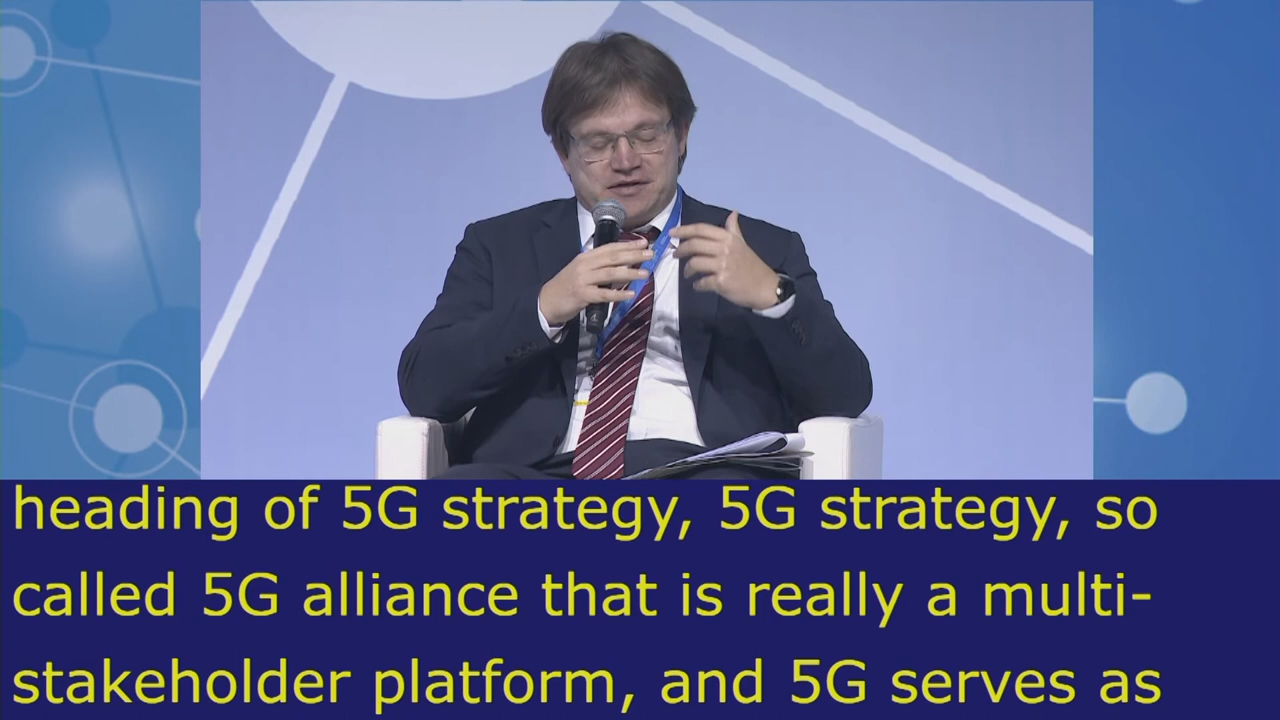 heading of 5G strategy, 5G strategy, so
called 5G alliance that is really a multi-
stakeholder platform, and 5G serves as